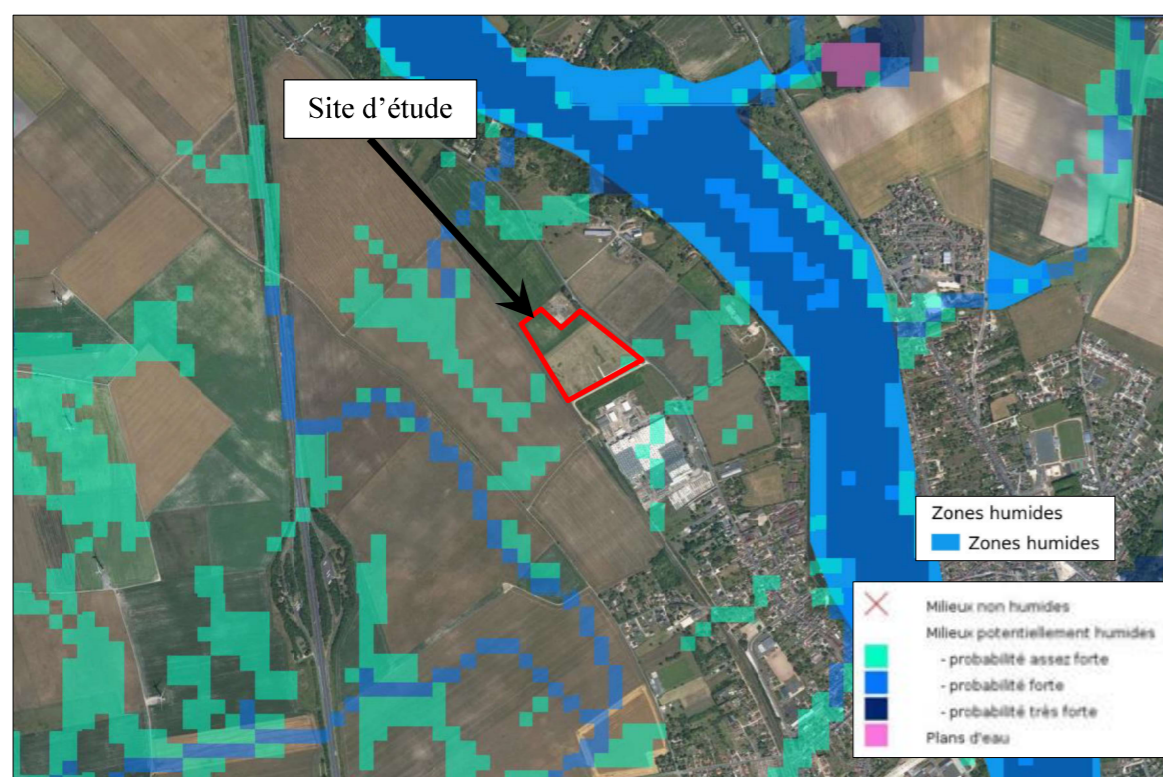 Site d'étude
Zones humides
Zones humides
Milieux non humides
Milieux potentiellement humides
- probabilité assez forte
- probabilité forte
- probabilité très forte
Plans d'eau